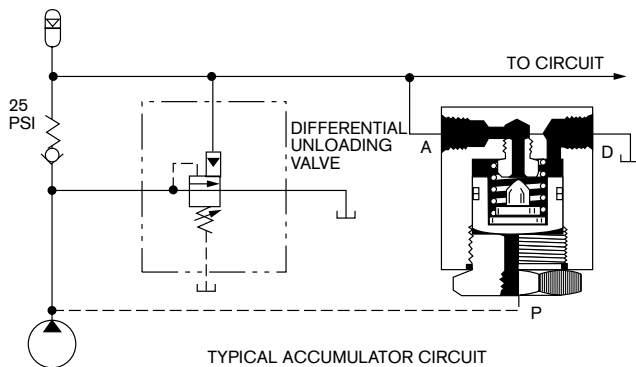 TO CIRCUIT
25
PSI
DIFFERENTIAL
UNLOADING
VALVE
A
D
P
TYPICAL ACCUMULATOR CIRCUIT